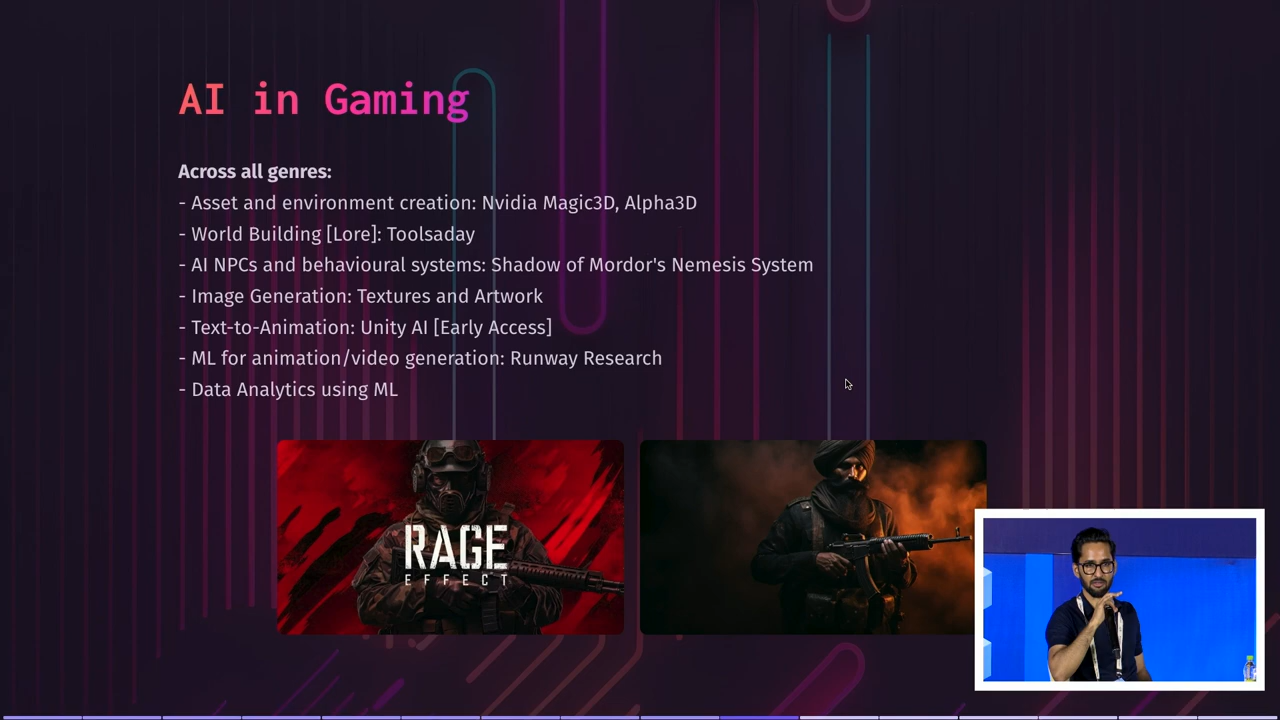 AI in Gaming
Across all genres:
- Asset and environment creation: Nvidia Magic3D, Alpha3D
- World Building [Lore]: Toolsaday
- AI NPCs and behavioural systems: Shadow of Mordor's Nemesis System
- Image Generation: Textures and Artwork
- Text-to-Animation: Unity AI [Early Access]
- ML for animation/video generation: Runway Research
- Data Analytics using ML
RAGE
EFFECT